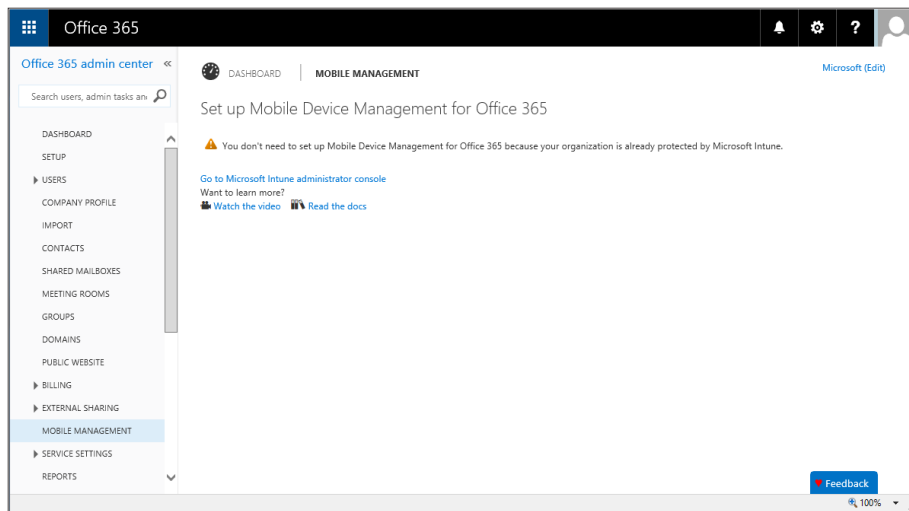 Office 365
?
Office 365 admin center «
Search users, admin tasks an
DASHBOARD
SETUP
USERS
COMPANY PROFILE
IMPORT
CONTACTS
SHARED MAILBOXES
MEETING ROOMS
GROUPS
DOMAINS
PUBLIC WEBSITE
BILLING
EXTERNAL SHARING
MOBILE MANAGEMENT
SERVICE SETTINGS
REPORTS
DASHBOARD | MOBILE MANAGEMENT
Microsoft (Edit)
Set up Mobile Device Management for Office 365
You don't need to set up Mobile Device Management for Office 365 because your organization is already protected by Microsoft Intune.
Go to Microsoft Intune administrator console
Want to learn more?
Watch the video Read the docs
Feedback
100%